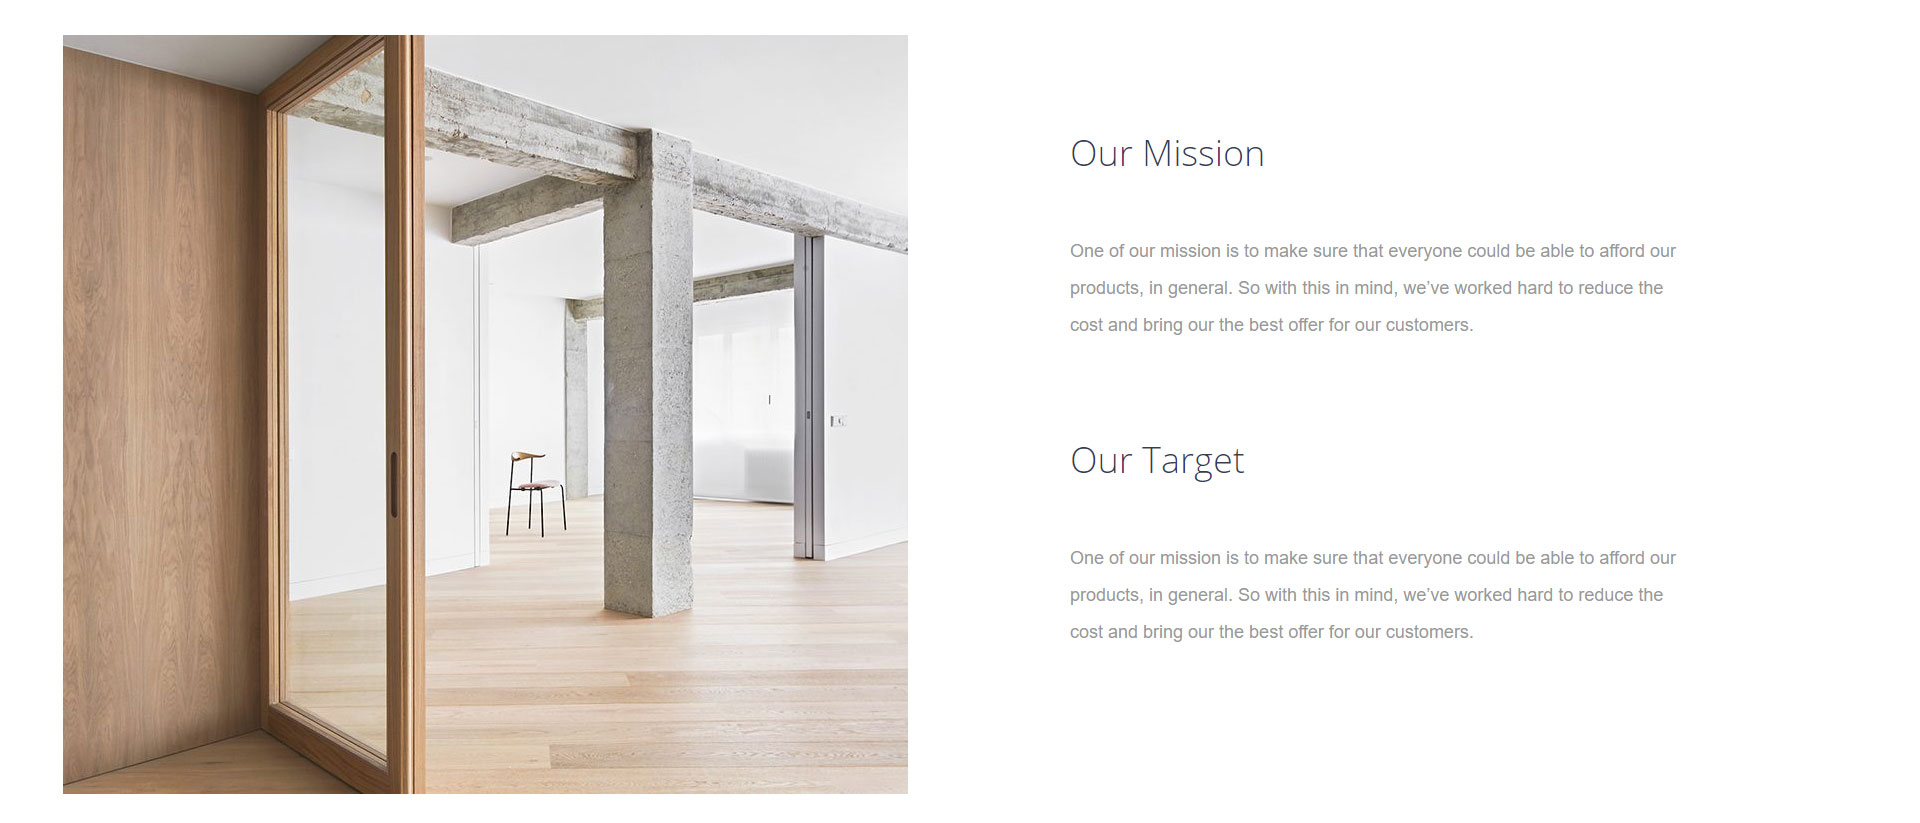 Our Mission
One of our mission is to make sure that everyone could be able to afford our
products, in general. So with this in mind, we’ve worked hard to reduce the
cost and bring our the best offer for our customers.
Our Target
One of our mission is to make sure that everyone could be able to afford our
products, in general. So with this in mind, we’ve worked hard to reduce the
cost and bring our the best offer for our customers.